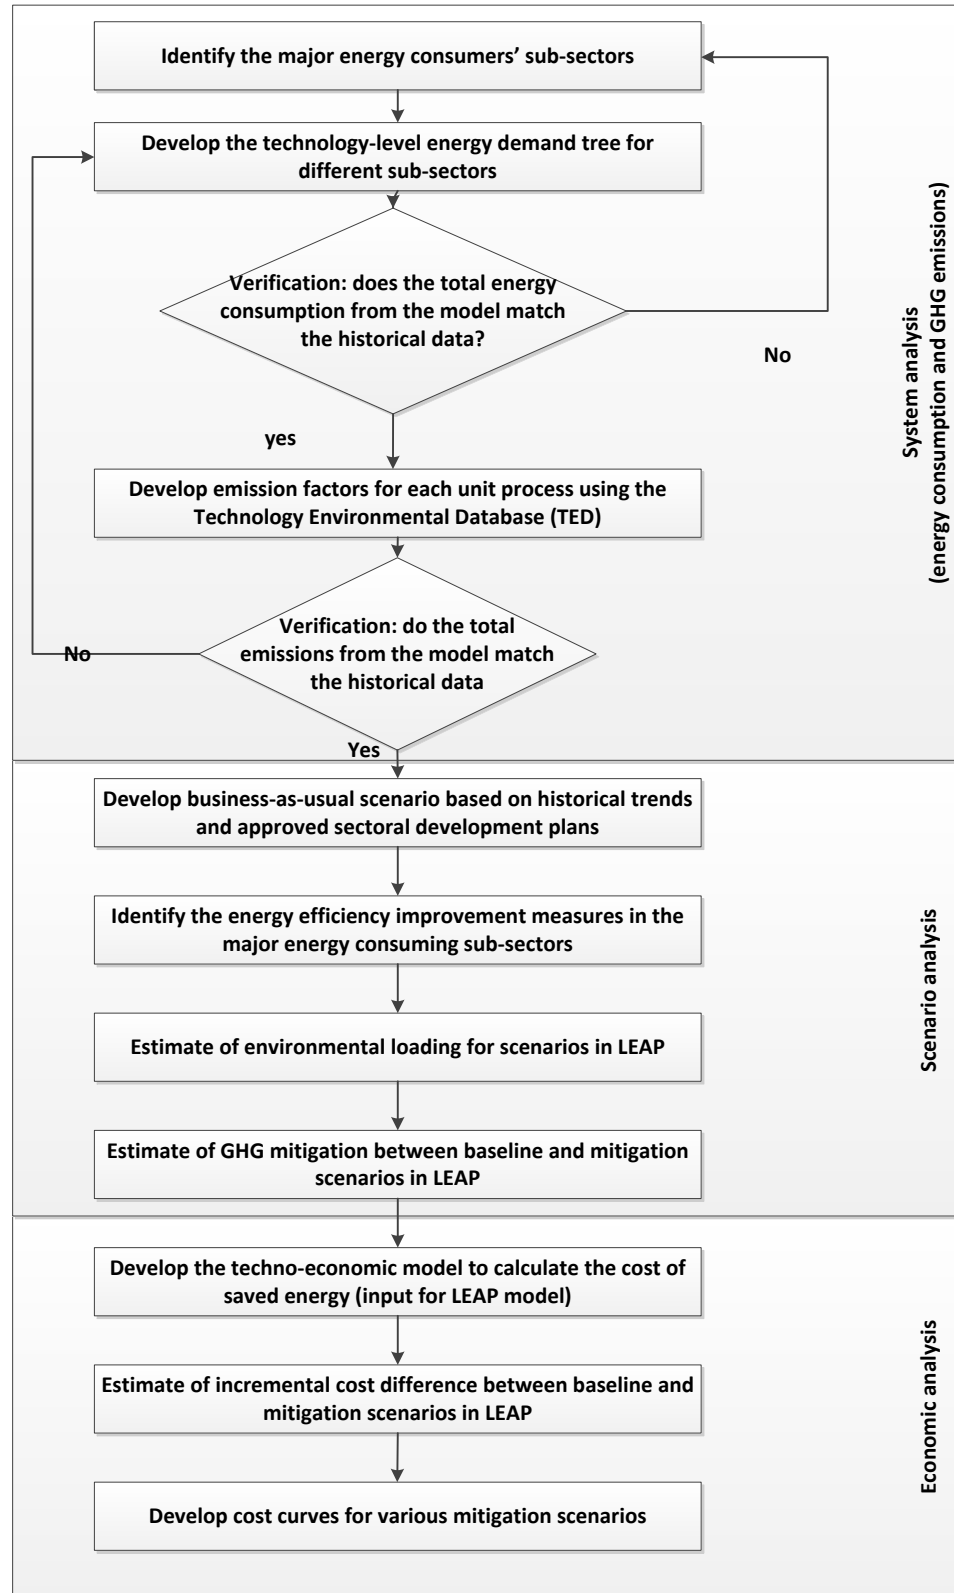 Identify the major energy consumers’ sub-sectors
Develop the technology-level energy demand tree for
different sub-sectors
Verification: does the total energy
consumption from the model match
the historical data?
No
yes
Develop emission factors for each unit process using the
Technology Environmental Database (TED)
Verification: do the total
emissions from the model match
the historical data
No
Yes
System analysis
(energy consumption and GHG emissions)
Develop business-as-usual scenario based on historical trends
and approved sectoral development plans
Identify the energy efficiency improvement measures in the
major energy consuming sub-sectors
Estimate of environmental loading for scenarios in LEAP
Estimate of GHG mitigation between baseline and mitigation
scenarios in LEAP
Scenario analysis
Develop the techno-economic model to calculate the cost of
saved energy (input for LEAP model)
Estimate of incremental cost difference between baseline and
mitigation scenarios in LEAP
Develop cost curves for various mitigation scenarios
Economic analysis